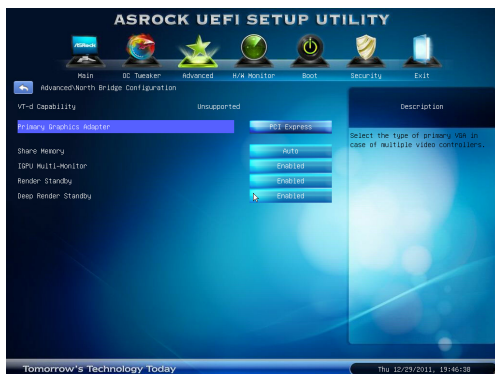 ASROCK UEFI SETUP UTILITY
ASRock
Main OC Tweaker Advanced H/W Monitor Boot Security Exit
Advanced\North Bridge Configuration
VT-d Capability Unsupported
Description
Primary Graphics Adapter PCI Express
Select the type of primary VGA in
case of multiple video controllers.
Share Memory Auto
IGPU Multi-Monitor Enabled
Render Standby Enabled
Deep Render Standby Enabled
Tomorrow's Technology Today
Thu 12/29/2011, 19:46:38